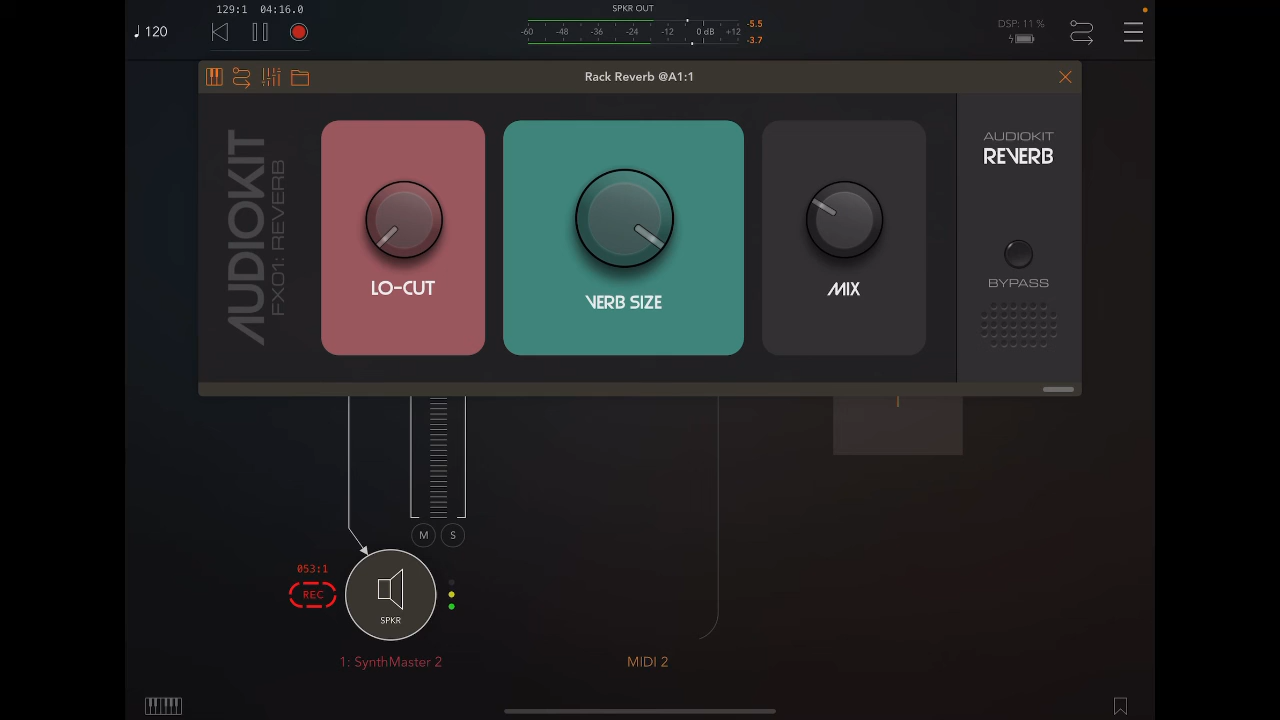 129:1 04:16.0
SPKR OUT
♩ 120
-60 -48 -36 -24 -12 0 dB +12
-5.5
-3.7
DSP: 11 %
Rack Reverb @A1:1
AUDIOKIT
FX01: REVERB
LO-CUT
VERB SIZE
MIX
AUDIOKIT
REVERB
BYPASS
M S
053:1
REC
SPKR
1: SynthMaster 2
MIDI 2